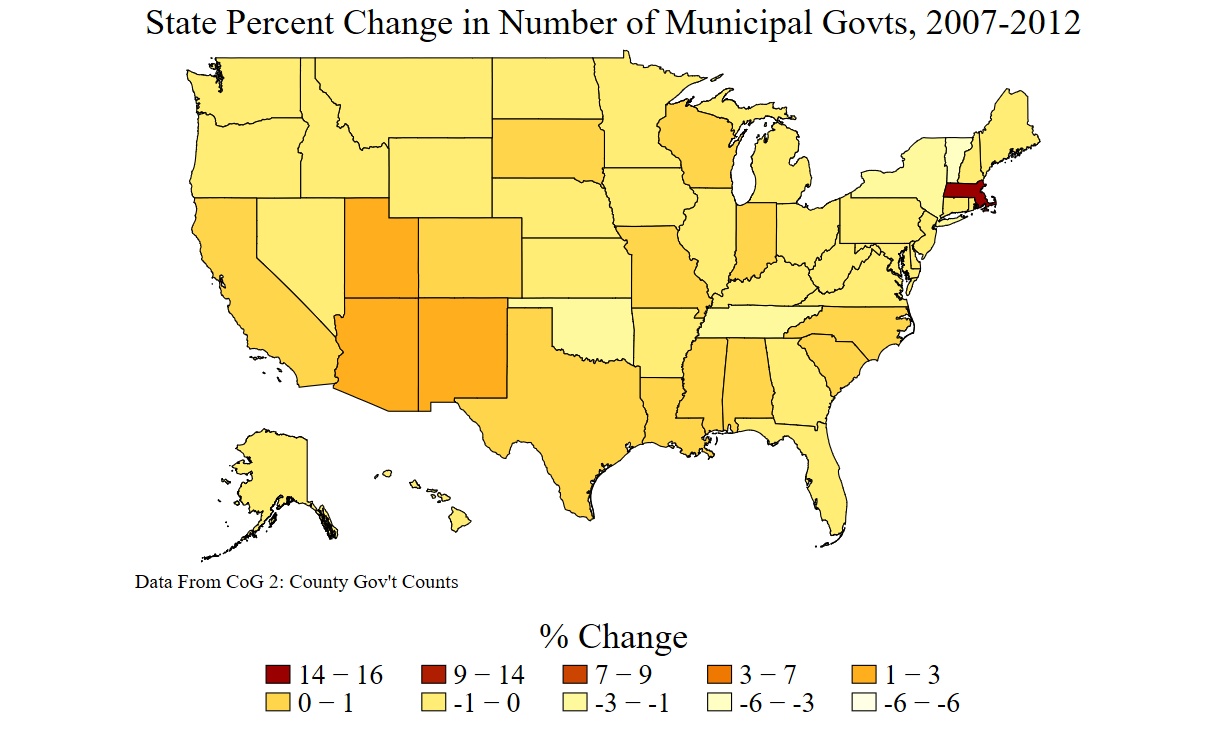 State Percent Change in Number of Municipal Govts, 2007-2012
Data From CoG 2: County Gov't Counts
% Change
14 − 16 9 − 14 7 − 9 3 − 7 1 − 3
0 − 1 -1 − 0 -3 − -1 -6 − -3 -6 − -6